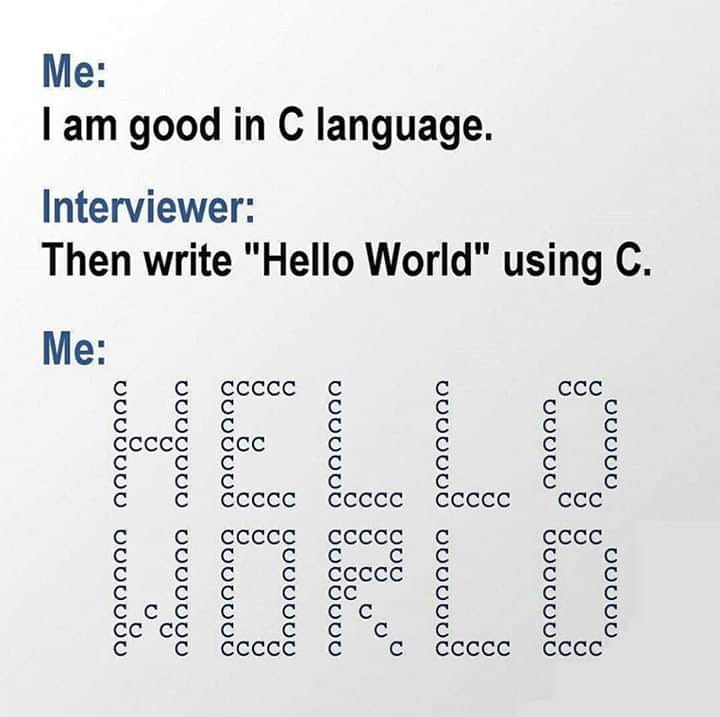 Me:
I am good in C language.
Interviewer:
Then write "Hello World" using C.
Me:
HELLO
WORLD